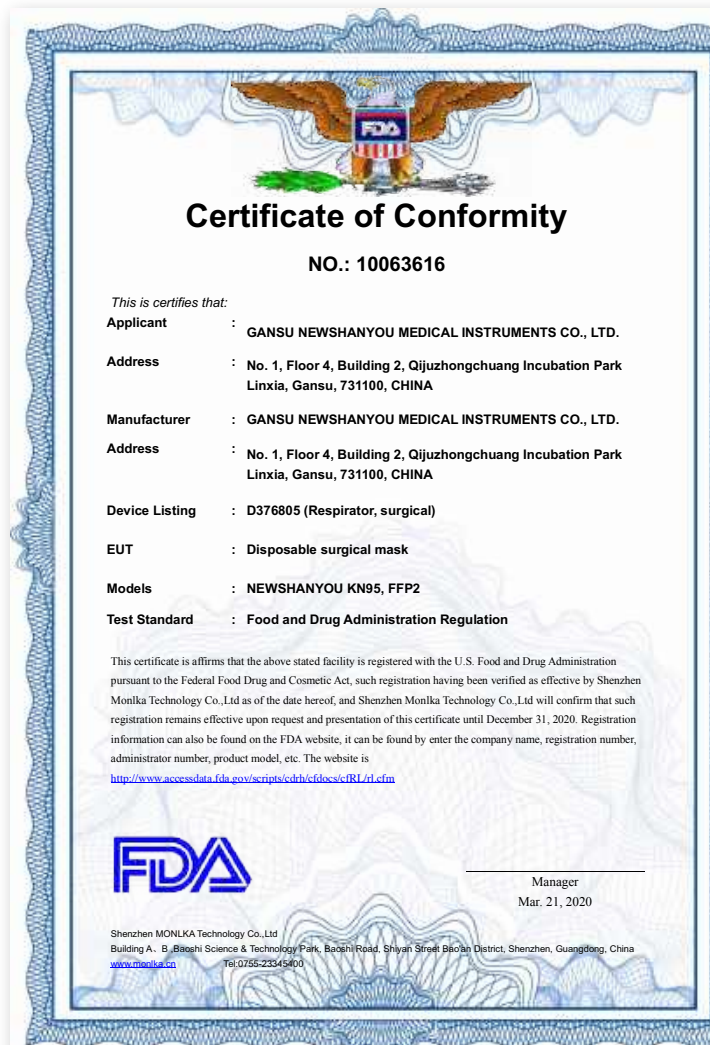 FDA
Certificate of Conformity
NO.: 10063616
This is certifies that:
Applicant : GANSU NEWSHANYOU MEDICAL INSTRUMENTS CO., LTD.
Address : No. 1, Floor 4, Building 2, Qijuzhongchuang Incubation Park
Linxia, Gansu, 731100, CHINA
Manufacturer : GANSU NEWSHANYOU MEDICAL INSTRUMENTS CO., LTD.
Address : No. 1, Floor 4, Building 2, Qijuzhongchuang Incubation Park
Linxia, Gansu, 731100, CHINA
Device Listing : D376805 (Respirator, surgical)
EUT : Disposable surgical mask
Models : NEWSHANYOU KN95, FFP2
Test Standard : Food and Drug Administration Regulation
This certificate is affirms that the above stated facility is registered with the U.S. Food and Drug Administration
pursuant to the Federal Food Drug and Cosmetic Act, such registration having been verified as effective by Shenzhen
Monlka Technology Co.,Ltd as of the date hereof, and Shenzhen Monlka Technology Co.,Ltd will confirm that such
registration remains effective upon request and presentation of this certificate until December 31, 2020. Registration
information can also be found on the FDA website, it can be found by enter the company name, registration number,
administrator number, product model, etc. The website is
http://www.accessdata.fda.gov/scripts/cdrh/cfdocs/cfRL/rl.cfm
FDA
Manager
Mar. 21, 2020
Shenzhen MONLKA Technology Co.,Ltd
Building A、B ,Baoshi Science & Technology Park, Baoshi Road, Shiyan Street Bao'an District, Shenzhen, Guangdong, China
www.monlka.cn Tel:0755-23345400